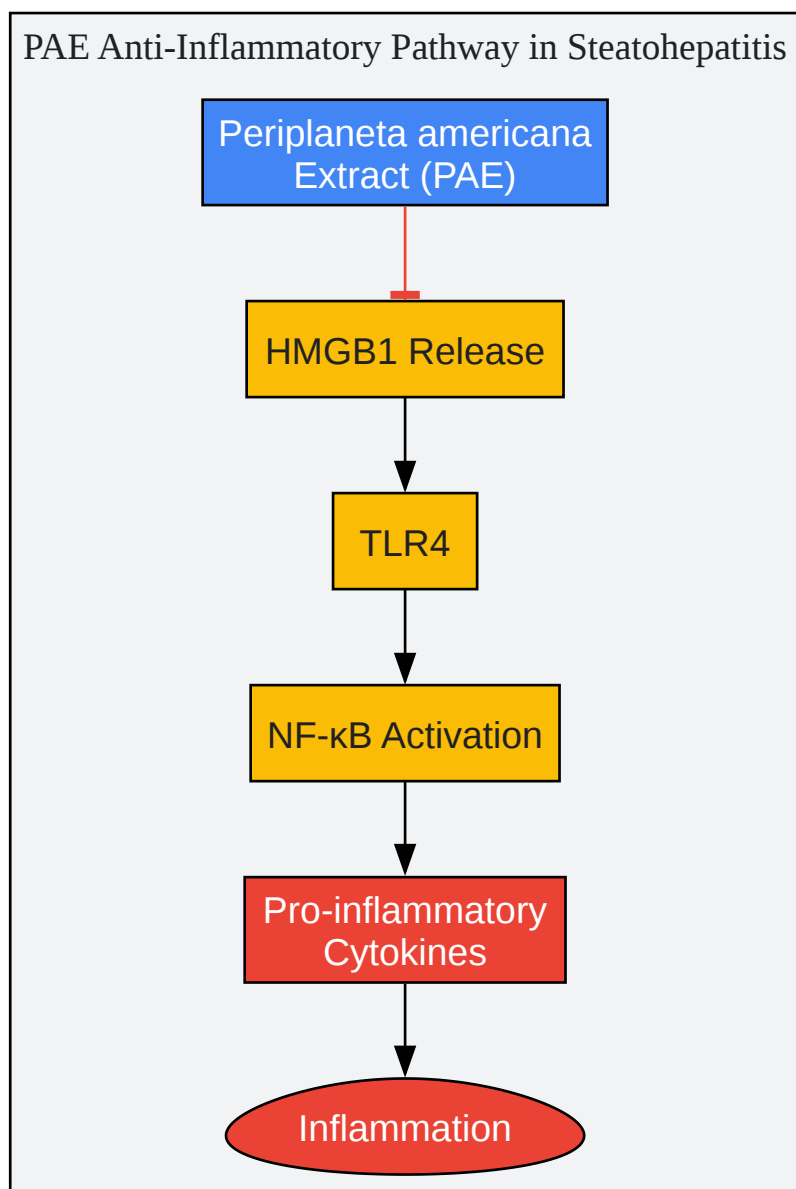 PAE Anti-Inflammatory Pathway in Steatohepatitis
Periplaneta americana
Extract (PAE)
HMGB1 Release
TLR4
NF-κB Activation
Pro-inflammatory
Cytokines
Inflammation